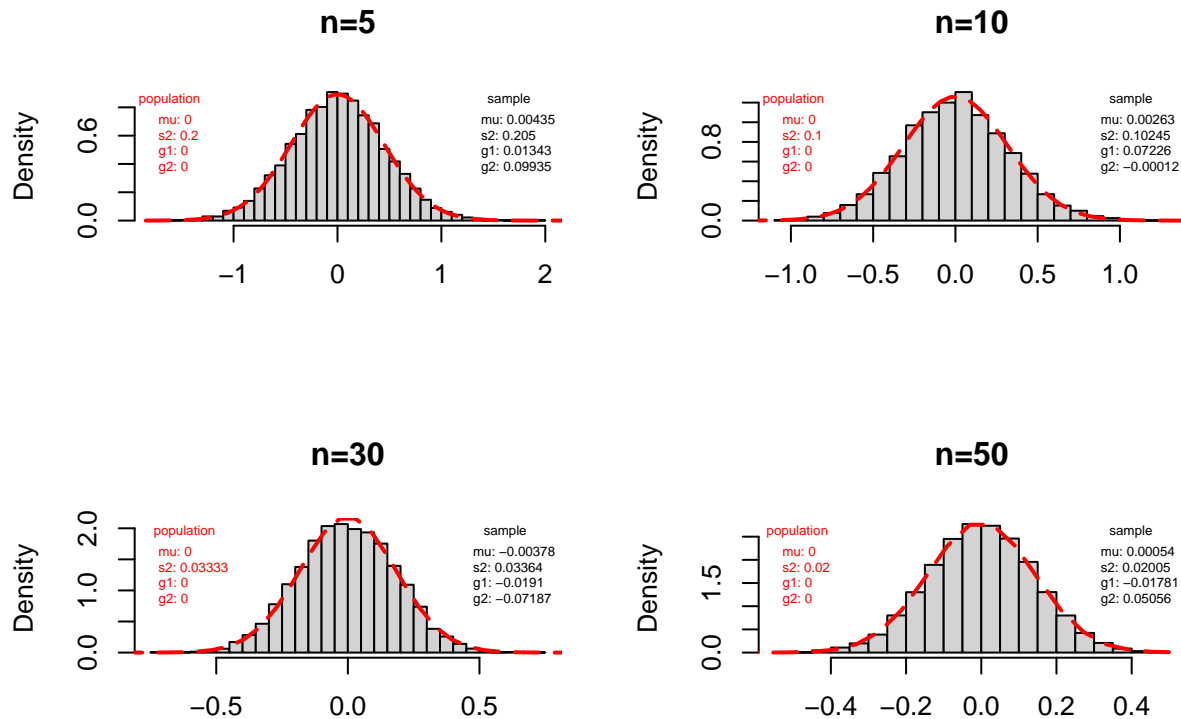 n=5
Density
0.0
0.6
population
mu: 0
s2: 0.2
g1: 0
g2: 0
sample
mu: 0.00435
s2: 0.205
g1: 0.01343
g2: 0.09935
−1
0
1
2
n=10
0.0
0.8
population
mu: 0
s2: 0.1
g1: 0
g2: 0
sample
mu: 0.00263
s2: 0.10245
g1: 0.07226
g2: −0.00012
−1.0
−0.5
0.0
0.5
1.0
n=30
Density
0.0
1.0
2.0
population
mu: 0
s2: 0.03333
g1: 0
g2: 0
sample
mu: −0.00378
s2: 0.03364
g1: −0.0191
g2: −0.07187
−0.5
0.0
0.5
n=50
Density
0.0
1.5
population
mu: 0
s2: 0.02
g1: 0
g2: 0
sample
mu: 0.00054
s2: 0.02005
g1: −0.01781
g2: 0.05056
−0.4
−0.2
0.0
0.2
0.4
Density